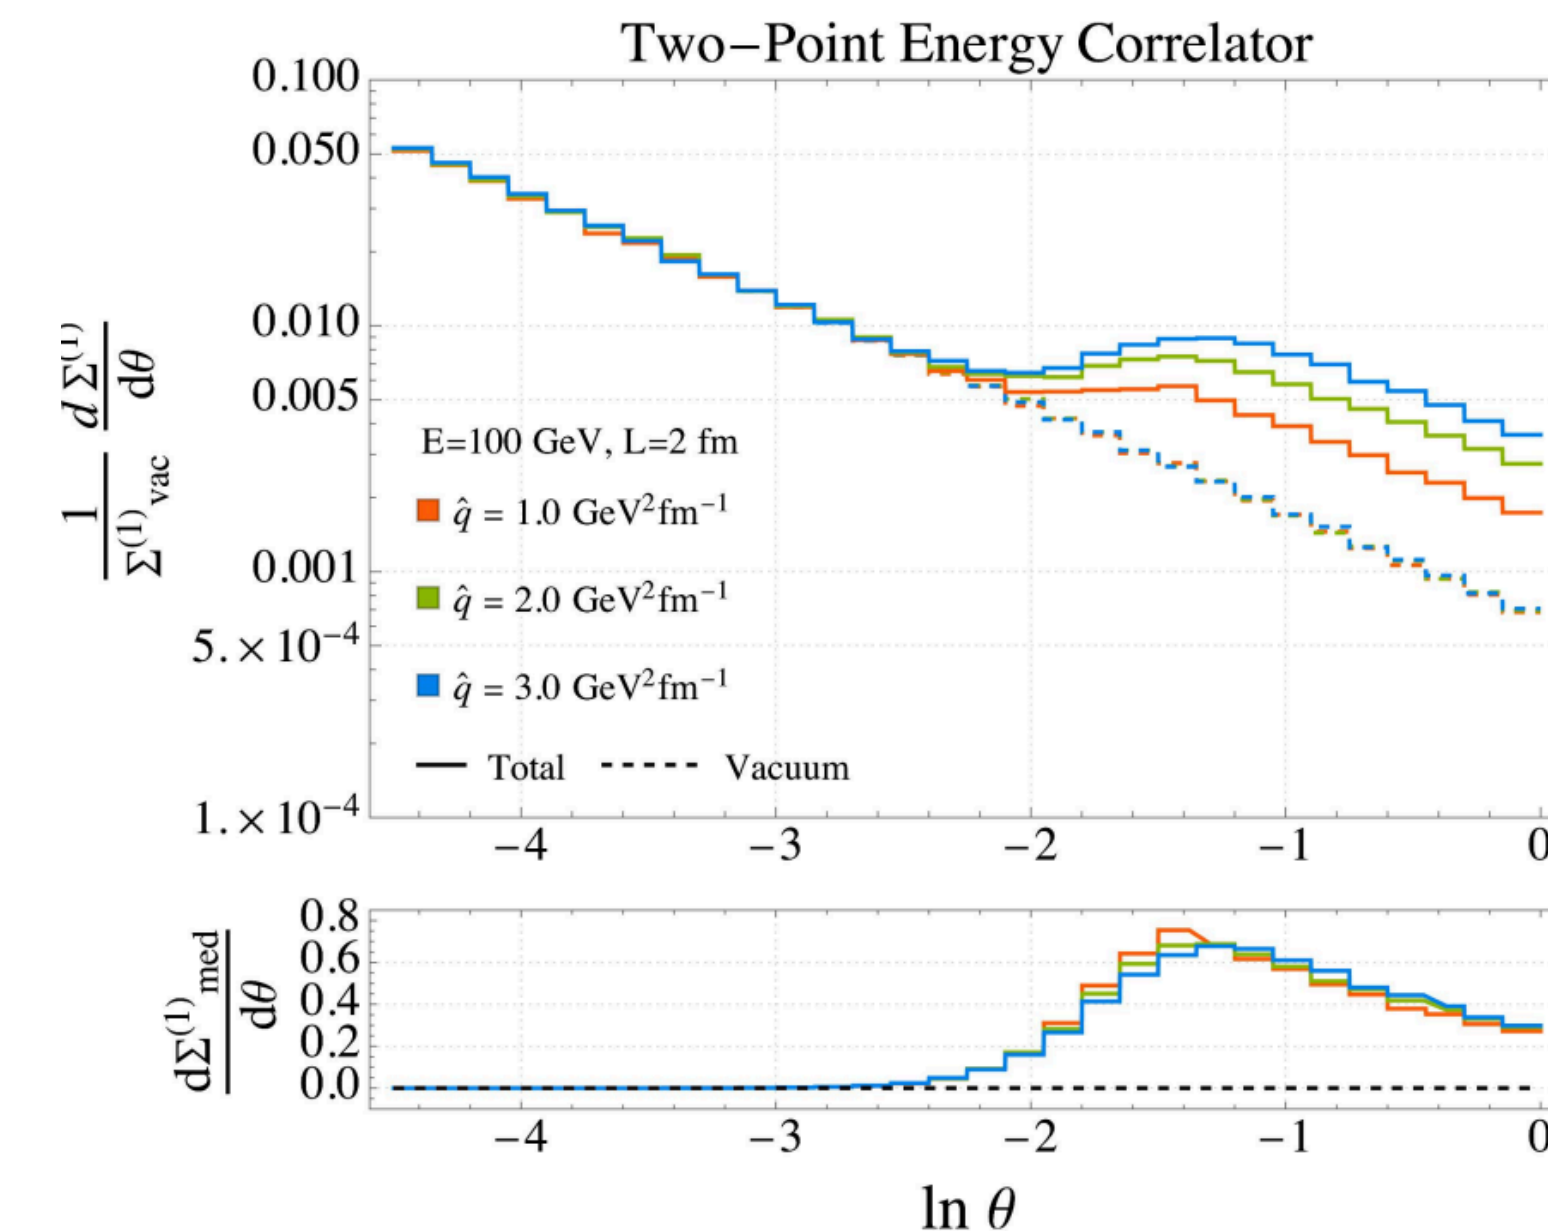 Two−Point Energy Correlator
0.100
0.050
0.010
0.005
0.001
5.×10⁻⁴
1.×10⁻⁴
1 / Σ⁽¹⁾vac d Σ⁽¹⁾ / dθ
E=100 GeV, L=2 fm
q̂ = 1.0 GeV²fm⁻¹
q̂ = 2.0 GeV²fm⁻¹
q̂ = 3.0 GeV²fm⁻¹
Total Vacuum
−4 −3 −2 −1 0
0.8
0.6
0.4
0.2
0.0
dΣ⁽¹⁾med / dθ
−4 −3 −2 −1 0
ln θ